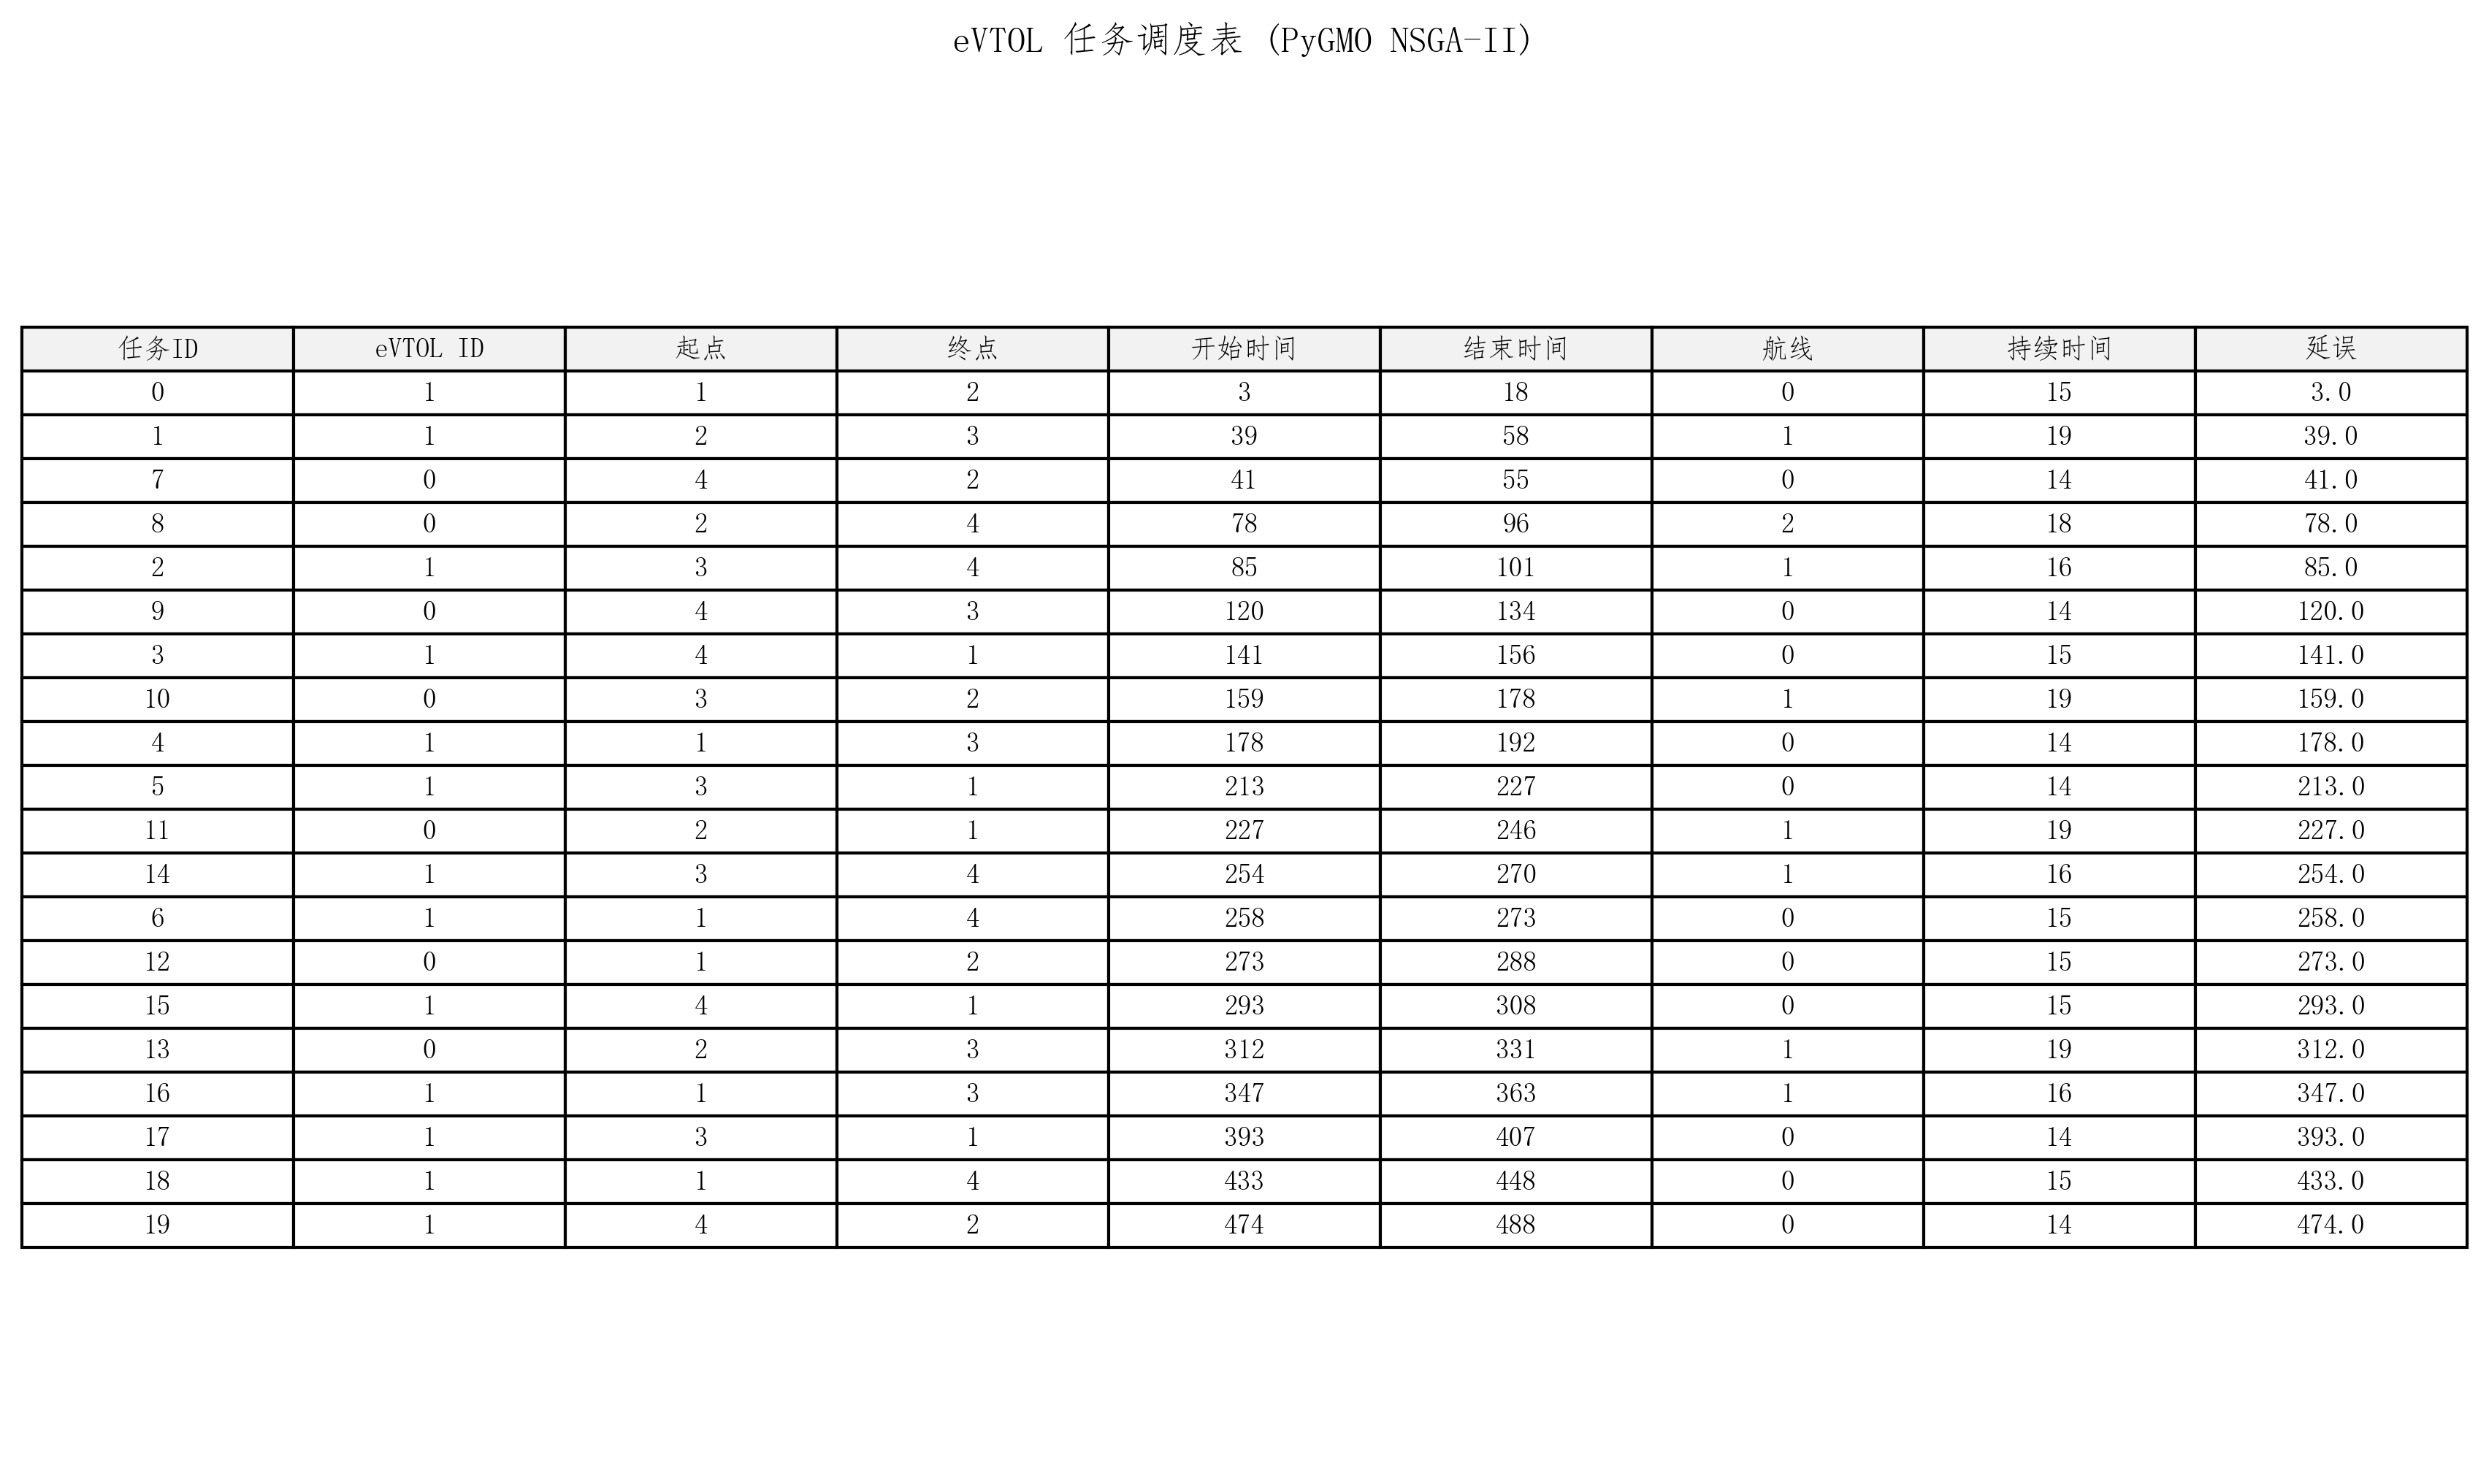 eVTOL 任务调度表 (PyGMO NSGA-II)
任务ID eVTOL ID 起点 终点 开始时间 结束时间 航线 持续时间 延误
0 1 1 2 3 18 0 15 3.0
1 1 2 3 39 58 1 19 39.0
7 0 4 2 41 55 0 14 41.0
8 0 2 4 78 96 2 18 78.0
2 1 3 4 85 101 1 16 85.0
9 0 4 3 120 134 0 14 120.0
3 1 4 1 141 156 0 15 141.0
10 0 3 2 159 178 1 19 159.0
4 1 1 3 178 192 0 14 178.0
5 1 3 1 213 227 0 14 213.0
11 0 2 1 227 246 1 19 227.0
14 1 3 4 254 270 1 16 254.0
6 1 1 4 258 273 0 15 258.0
12 0 1 2 273 288 0 15 273.0
15 1 4 1 293 308 0 15 293.0
13 0 2 3 312 331 1 19 312.0
16 1 1 3 347 363 1 16 347.0
17 1 3 1 393 407 0 14 393.0
18 1 1 4 433 448 0 15 433.0
19 1 4 2 474 488 0 14 474.0